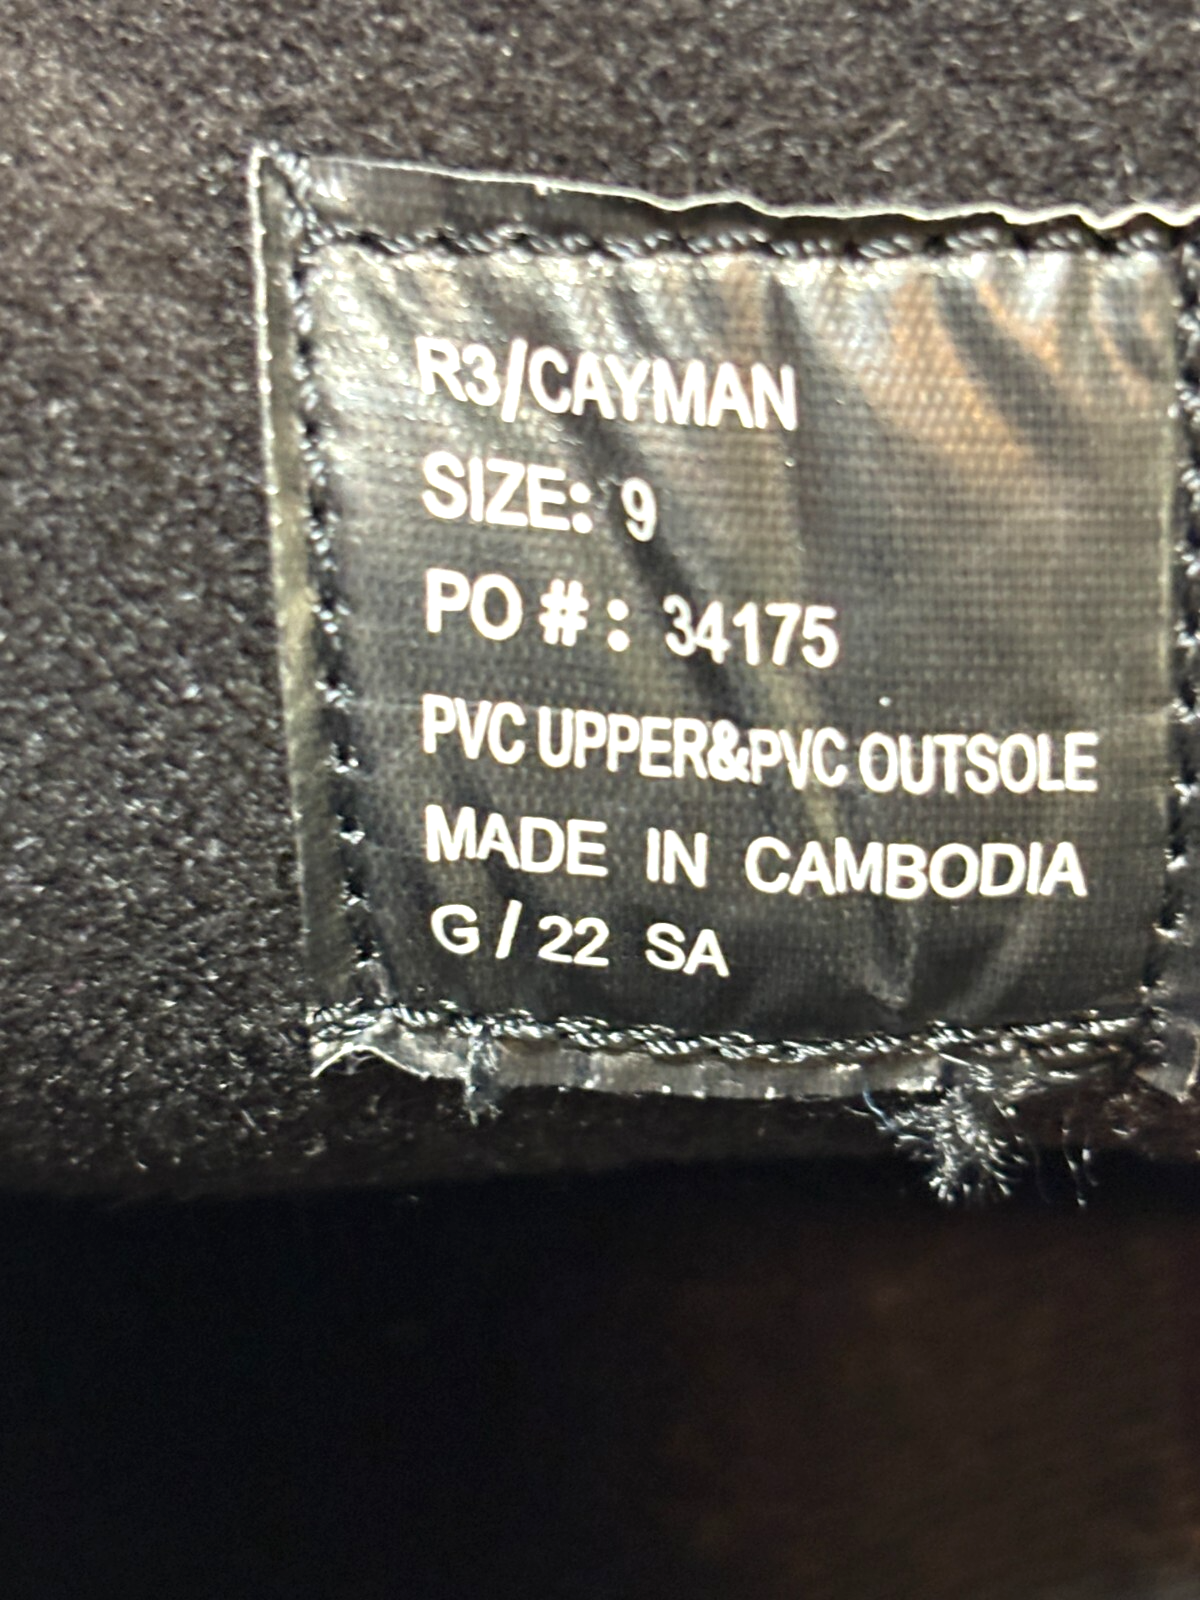 R3/CAYMAN
SIZE: 9
PO #: 34175
PVC UPPER&PVC OUTSOLE
MADE IN CAMBODIA
G/22 SA